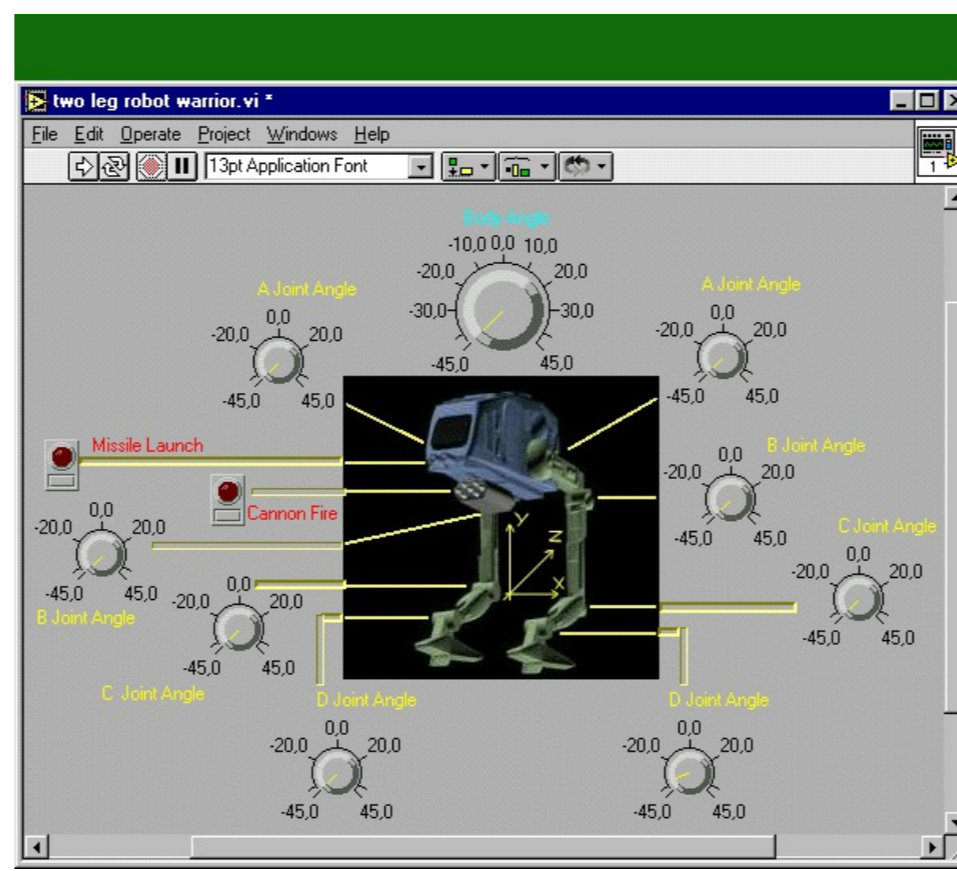 two leg robot warrior.vi *
File Edit Operate Project Windows Help
13pt Application Font
1
Body Angle
-10,0 0,0 10,0
-20,0 20,0
-30,0 30,0
-45,0 45,0
A Joint Angle
0,0
-20,0 20,0
-45,0 45,0
A Joint Angle
0,0
-20,0 20,0
-45,0 45,0
Missile Launch
Cannon Fire
B Joint Angle
0,0
-20,0 20,0
-45,0 45,0
0,0
-20,0 20,0
-45,0 45,0
B Joint Angle
C Joint Angle
0,0
-20,0 20,0
-45,0 45,0
0,0
-20,0 20,0
-45,0 45,0
C Joint Angle
y
Z
X
D Joint Angle
0,0
-20,0 20,0
-45,0 45,0
D Joint Angle
0,0
-20,0 20,0
-45,0 45,0